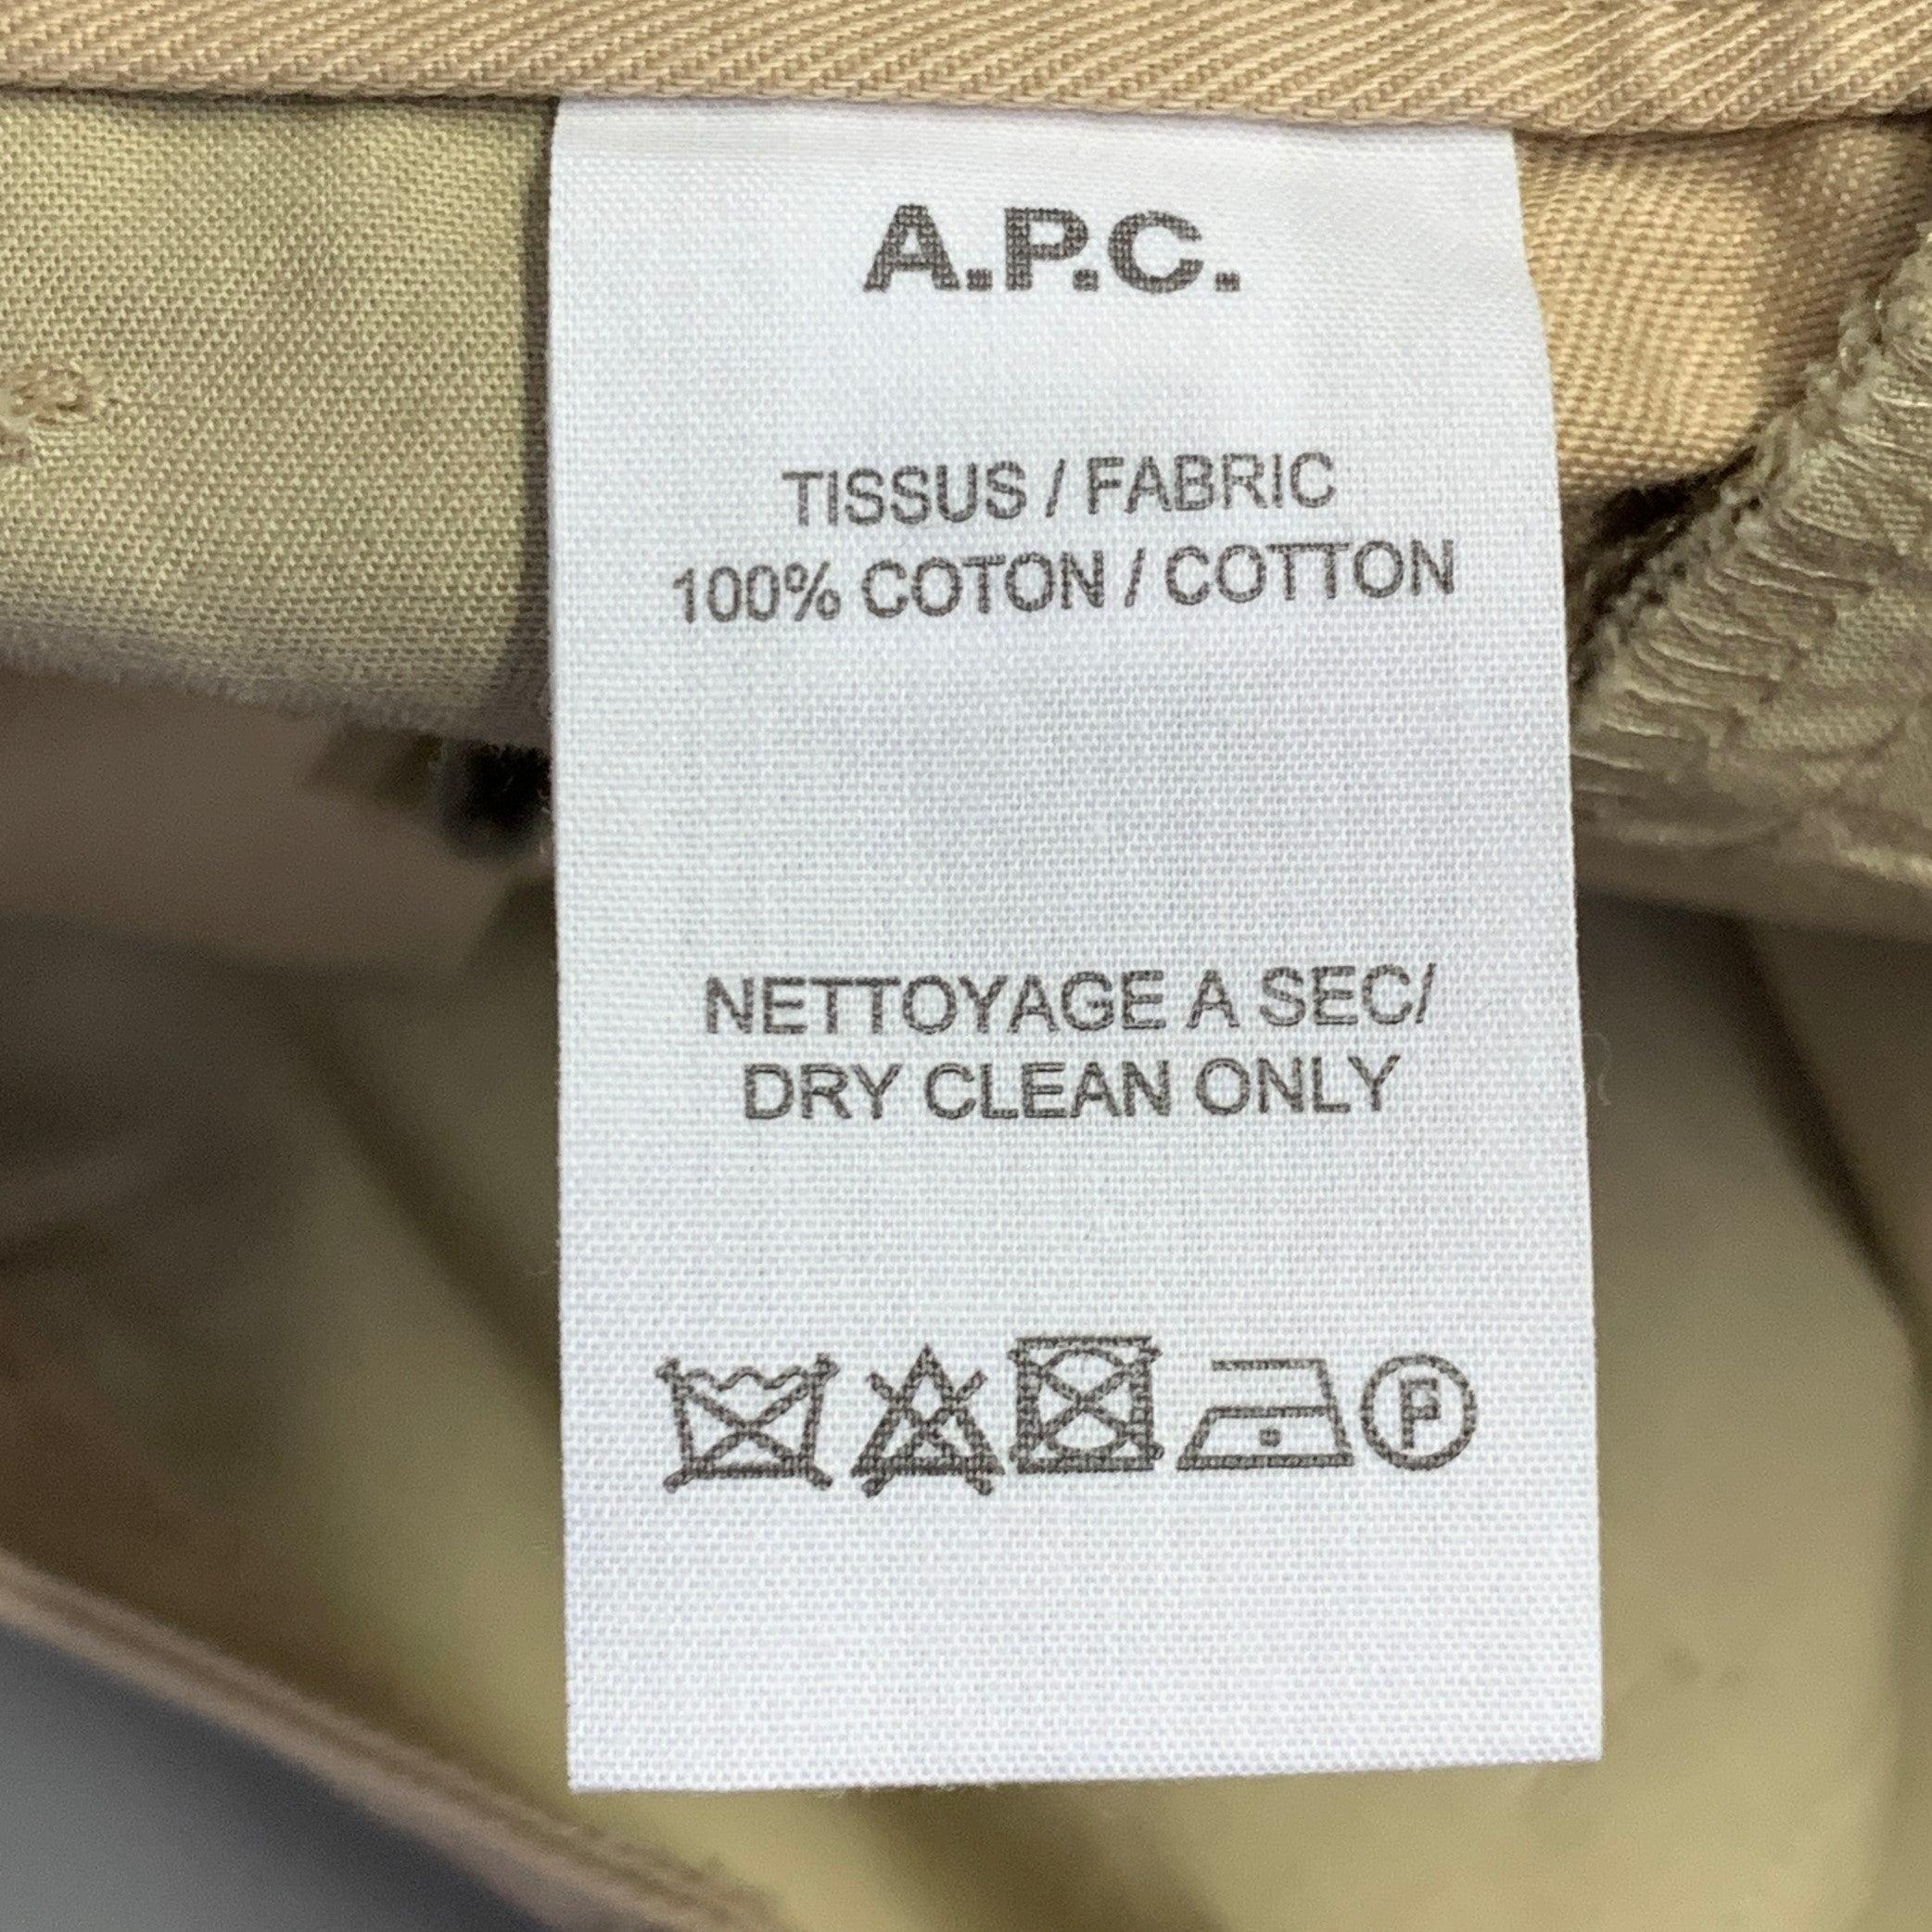 A.P.C.
TISSUS / FABRIC
100% COTON / COTTON
NETTOYAGE A SEC/
DRY CLEAN ONLY
F